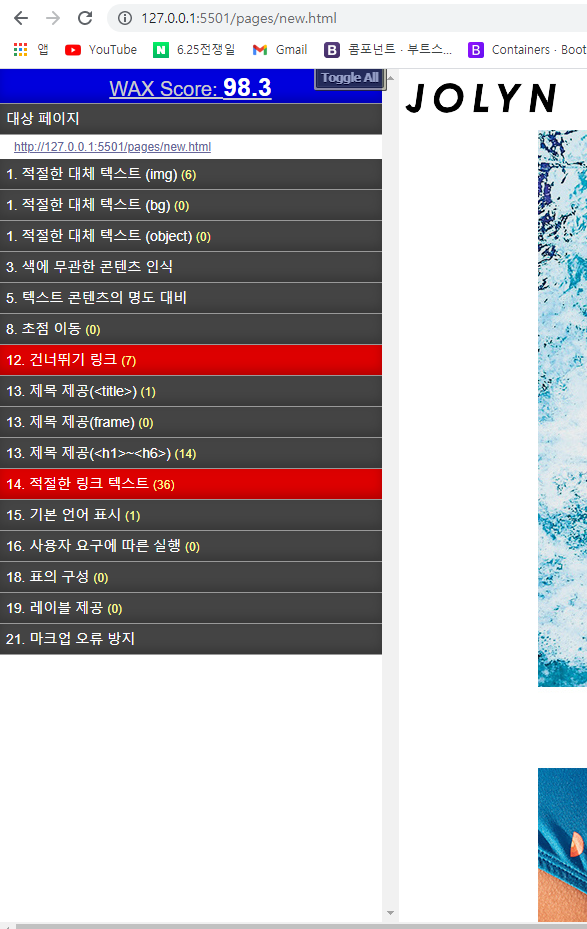 127.0.0.1:5501/pages/new.html
앱 YouTube 6.25전쟁일 Gmail 콤포넌트 · 부트스... Containers · Boot
WAX Score: 98.3 Toggle All
JOLYN
대상 페이지
http://127.0.0.1:5501/pages/new.html
1. 적절한 대체 텍스트 (img) (6)
1. 적절한 대체 텍스트 (bg) (0)
1. 적절한 대체 텍스트 (object) (0)
3. 색에 무관한 콘텐츠 인식
5. 텍스트 콘텐츠의 명도 대비
8. 초점 이동 (0)
12. 건너뛰기 링크 (7)
13. 제목 제공(<title>) (1)
13. 제목 제공(frame) (0)
13. 제목 제공(<h1>~<h6>) (14)
14. 적절한 링크 텍스트 (36)
15. 기본 언어 표시 (1)
16. 사용자 요구에 따른 실행 (0)
18. 표의 구성 (0)
19. 레이블 제공 (0)
21. 마크업 오류 방지